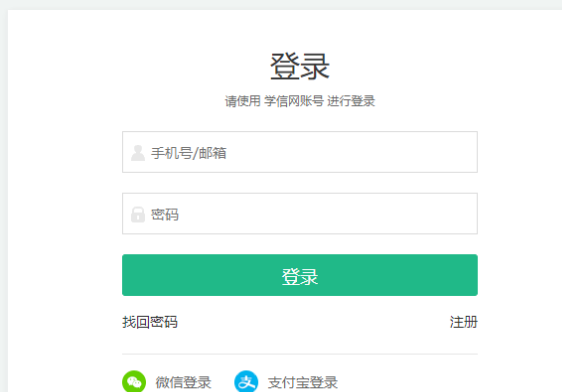 登录
请使用 学信网账号 进行登录
手机号/邮箱
密码
登录
找回密码 注册
微信登录 支付宝登录